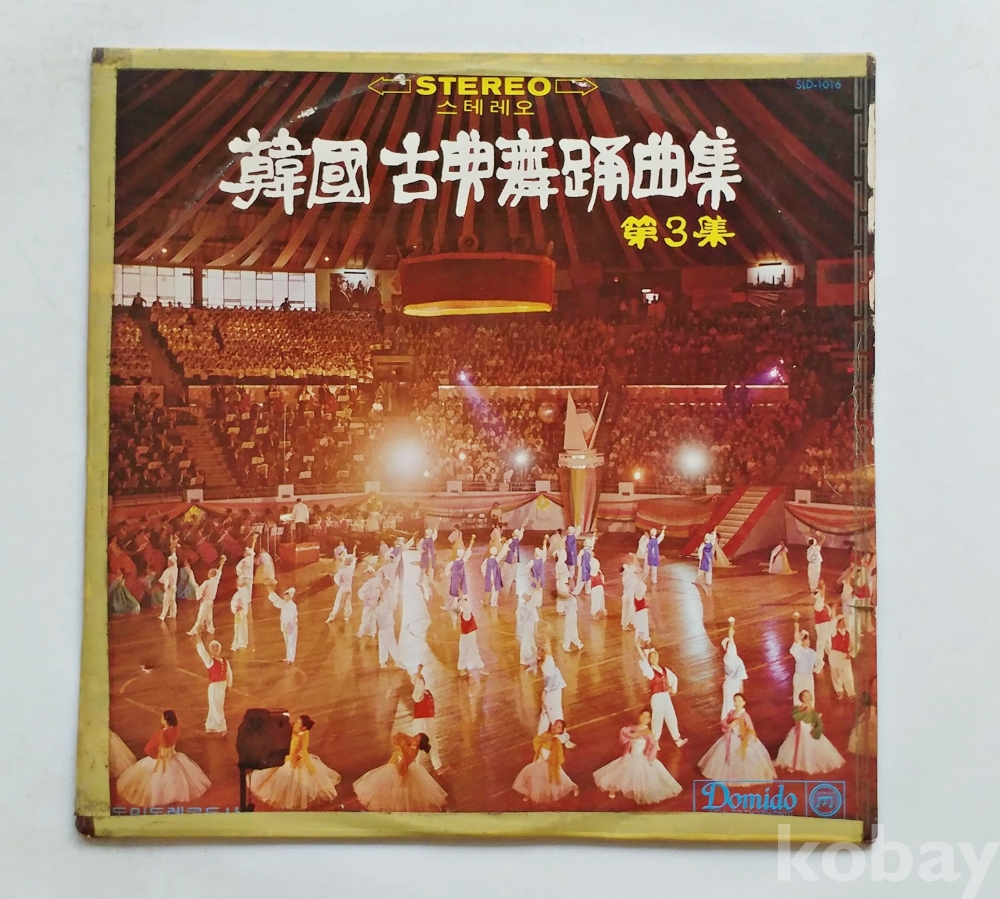 STEREO
SLD-1016
스테레오
韓國 古典舞踊曲集
第3集
Domido
kobay